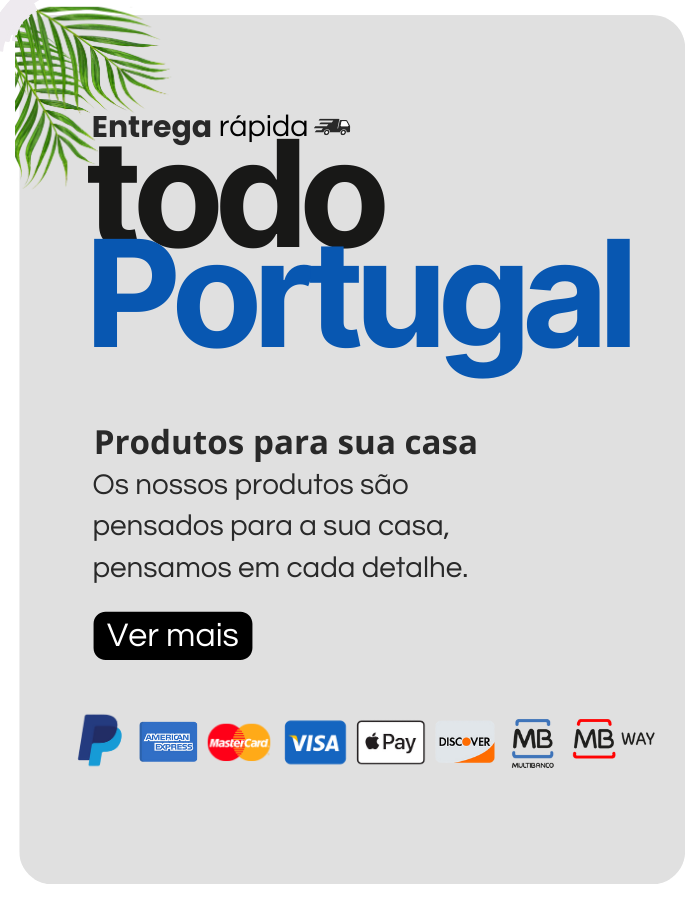 Entrega rápida
todo
Portugal
Produtos para sua casa
Os nossos produtos são
pensados para a sua casa,
pensamos em cada detalhe.
Ver mais
AMERICAN EXPRESS MasterCard VISA Pay DISCOVER MB MULTIBANCO MB WAY